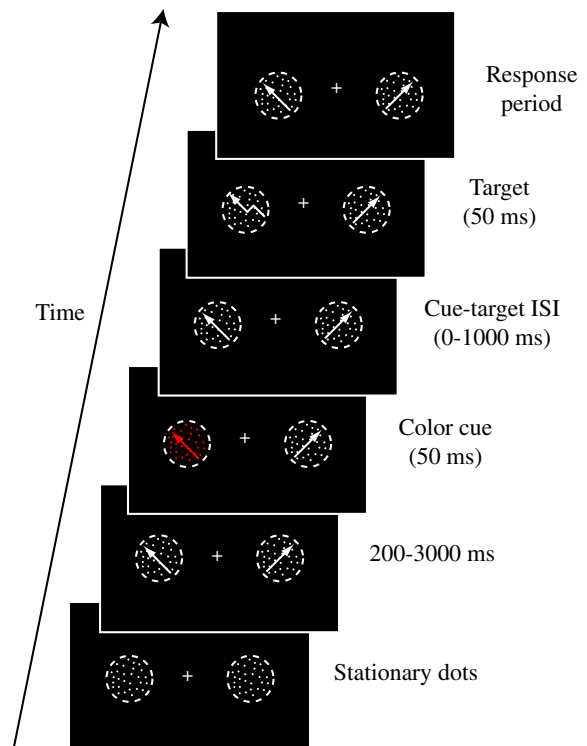 Response
period
Target
(50 ms)
Time
Cue-target ISI
(0-1000 ms)
Color cue
(50 ms)
200-3000 ms
Stationary dots